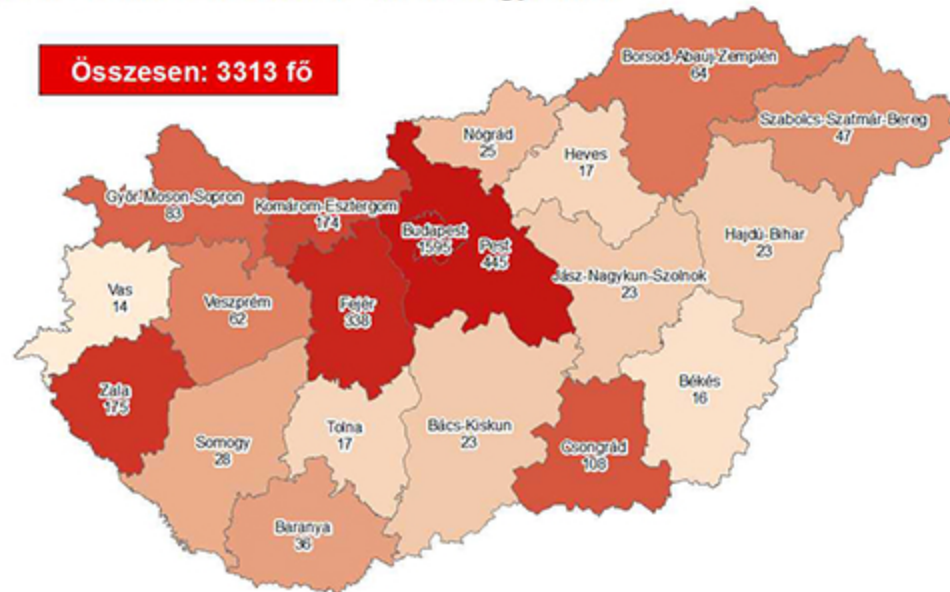 Összesen: 3313 fő
Borsod-Abaúj-Zemplén
64
Szabolcs-Szatmár-Bereg
47
Nógrád
25
Heves
17
Győr-Moson-Sopron
83
Komárom-Esztergom
174
Budapest
1595
Pest
445
Hajdú-Bihar
23
Jász-Nagykun-Szolnok
23
Vas
14
Veszprém
62
Fejér
338
Zala
175
Békés
16
Somogy
28
Tolna
17
Bács-Kiskun
23
Csongrád
108
Baranya
36